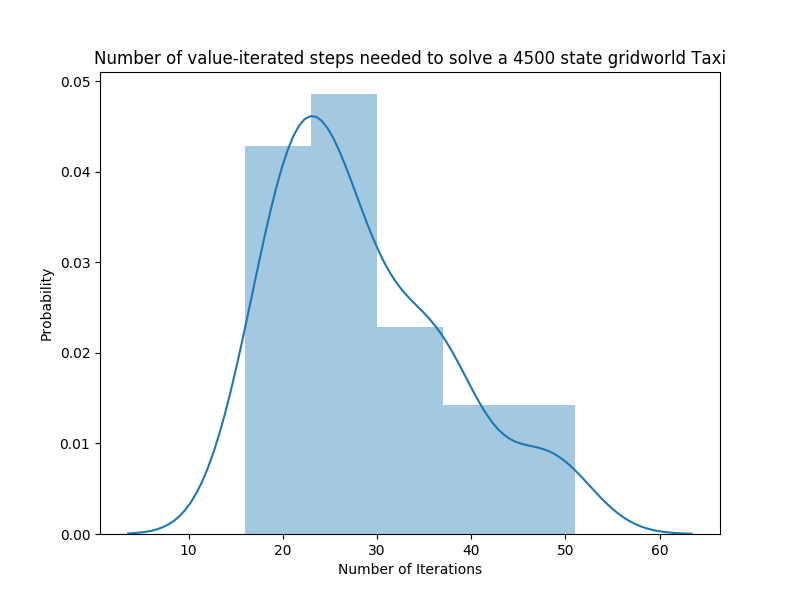 Number of value-iterated steps needed to solve a 4500 state gridworld Taxi
0.05
0.04
0.03
0.02
0.01
0.00
Probability
10 20 30 40 50 60
Number of Iterations